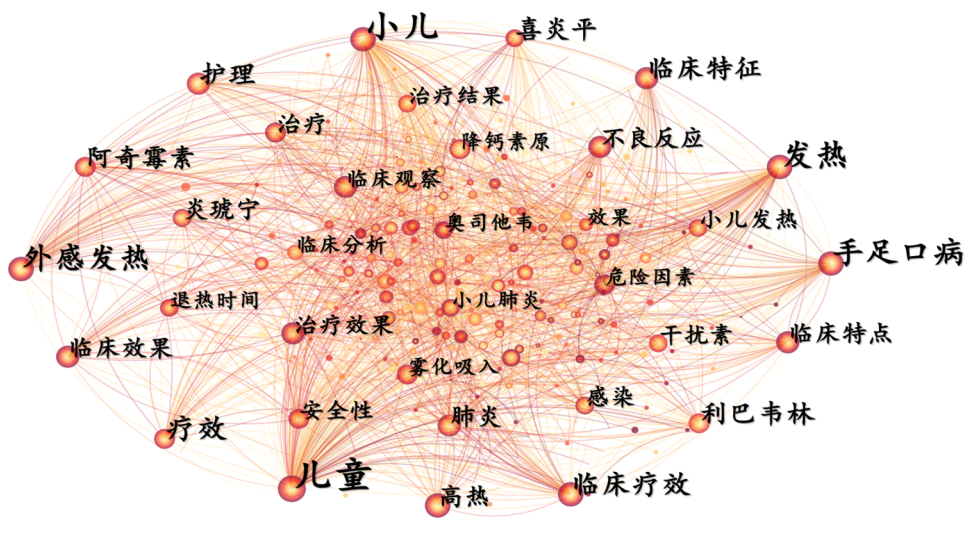 小儿
喜炎平
护理
临床特征
治疗结果
治疗
降钙素原
不良反应
阿奇霉素
发热
临床观察
炎琥宁
奥司他韦
效果
小儿发热
外感发热
临床分析
手足口病
危险因素
退热时间
小儿肺炎
治疗效果
干扰素
临床特点
临床效果
雾化吸入
安全性
肺炎
感染
利巴韦林
疗效
儿童
高热
临床疗效